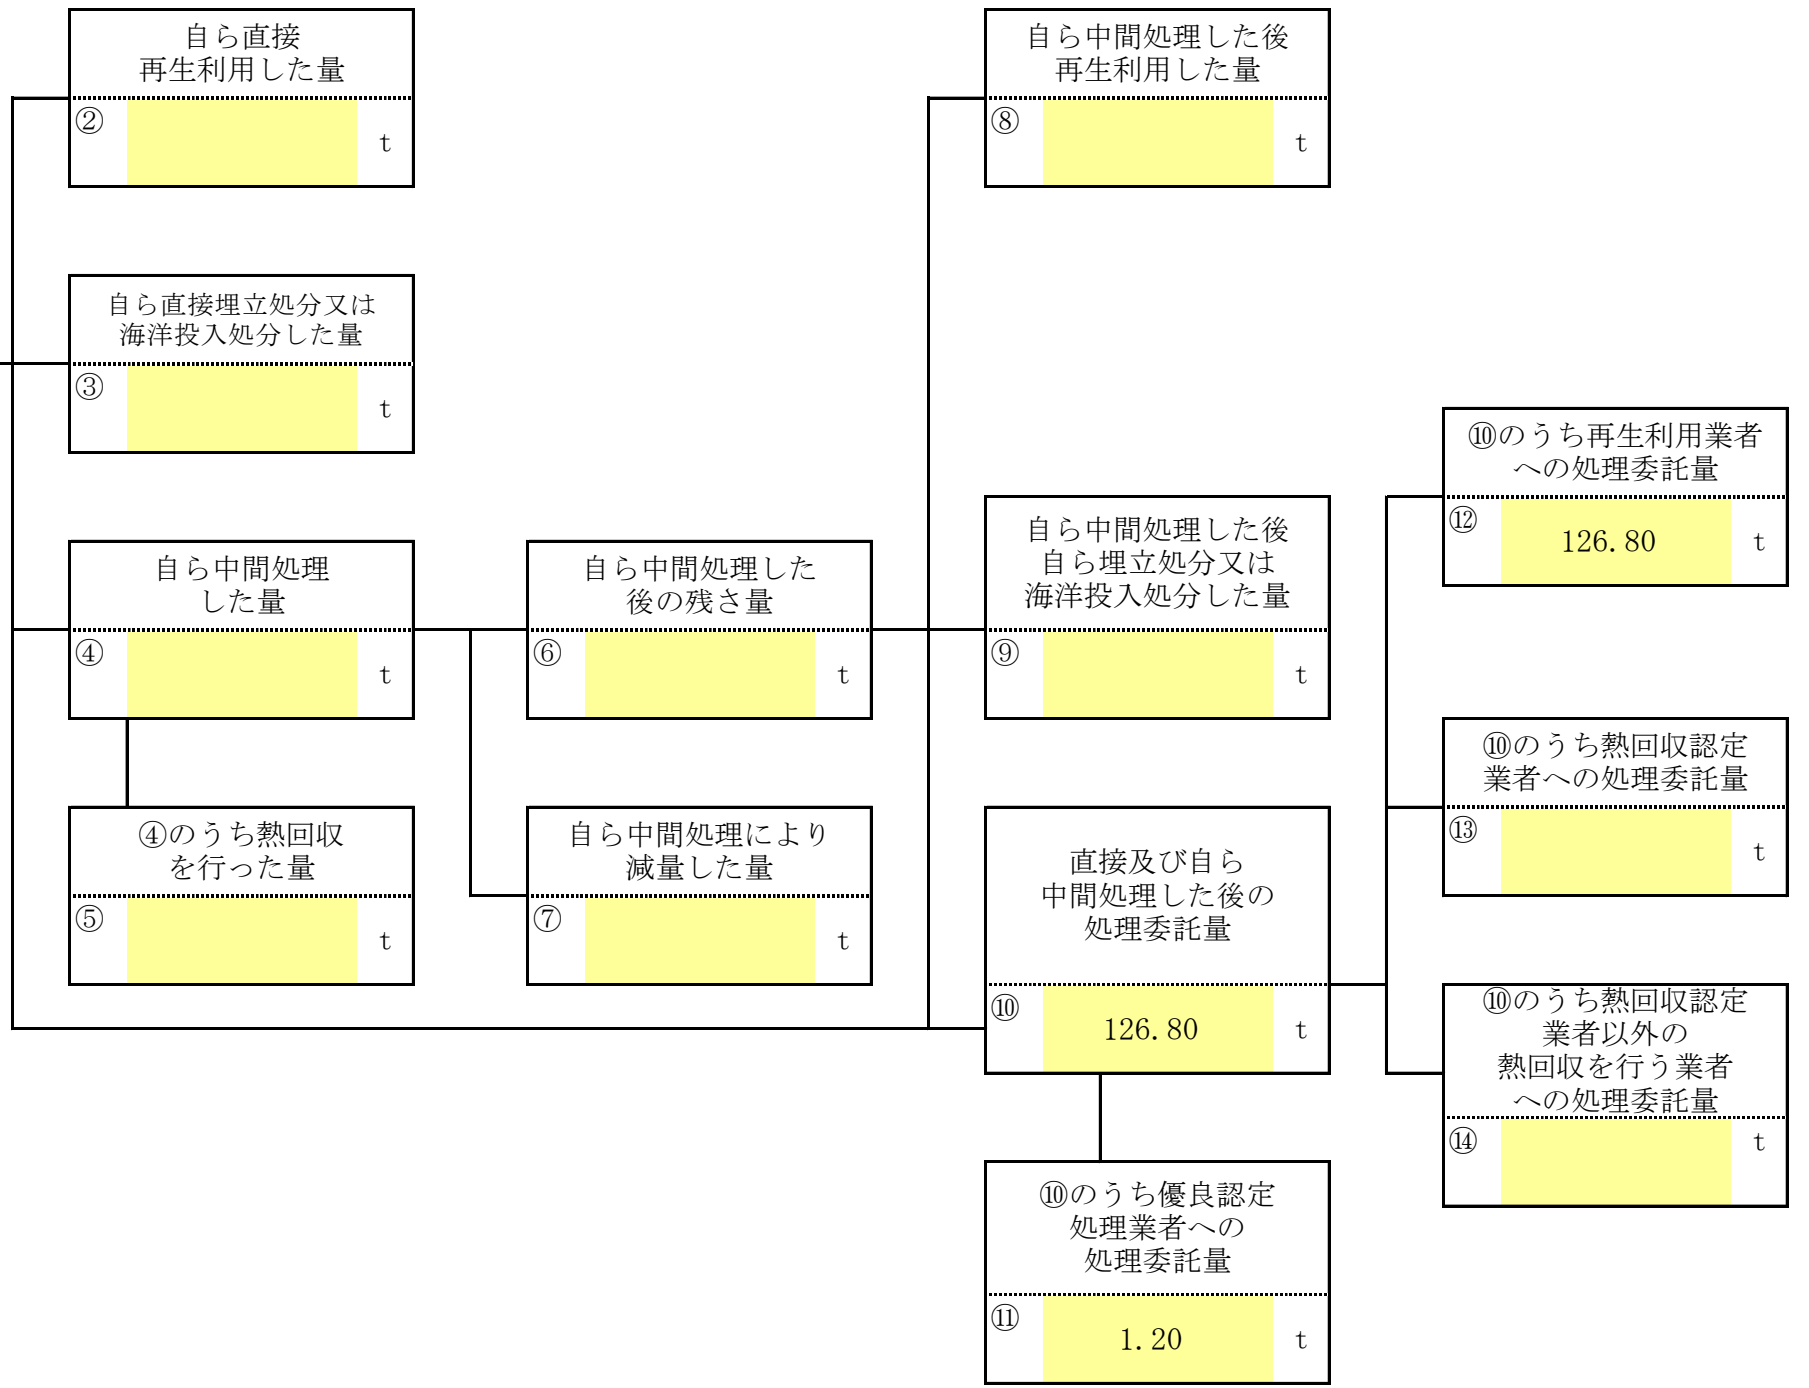 自ら直接
再生利用した量
②
t
自ら中間処理した後
再生利用した量
⑧
t
自ら直接埋立処分又は
海洋投入処分した量
③
t
⑩のうち再生利用業者
への処理委託量
⑫
126.80
t
自ら中間処理
した量
④
t
自ら中間処理した
後の残さ量
⑥
t
自ら中間処理した後
自ら埋立処分又は
海洋投入処分した量
⑨
t
⑩のうち熱回収認定
業者への処理委託量
⑬
t
④のうち熱回収
を行った量
⑤
t
自ら中間処理により
減量した量
⑦
t
直接及び自ら
中間処理した後の
処理委託量
⑩
126.80
t
⑩のうち熱回収認定
業者以外の
熱回収を行う業者
への処理委託量
⑭
t
⑩のうち優良認定
処理業者への
処理委託量
⑪
1.20
t